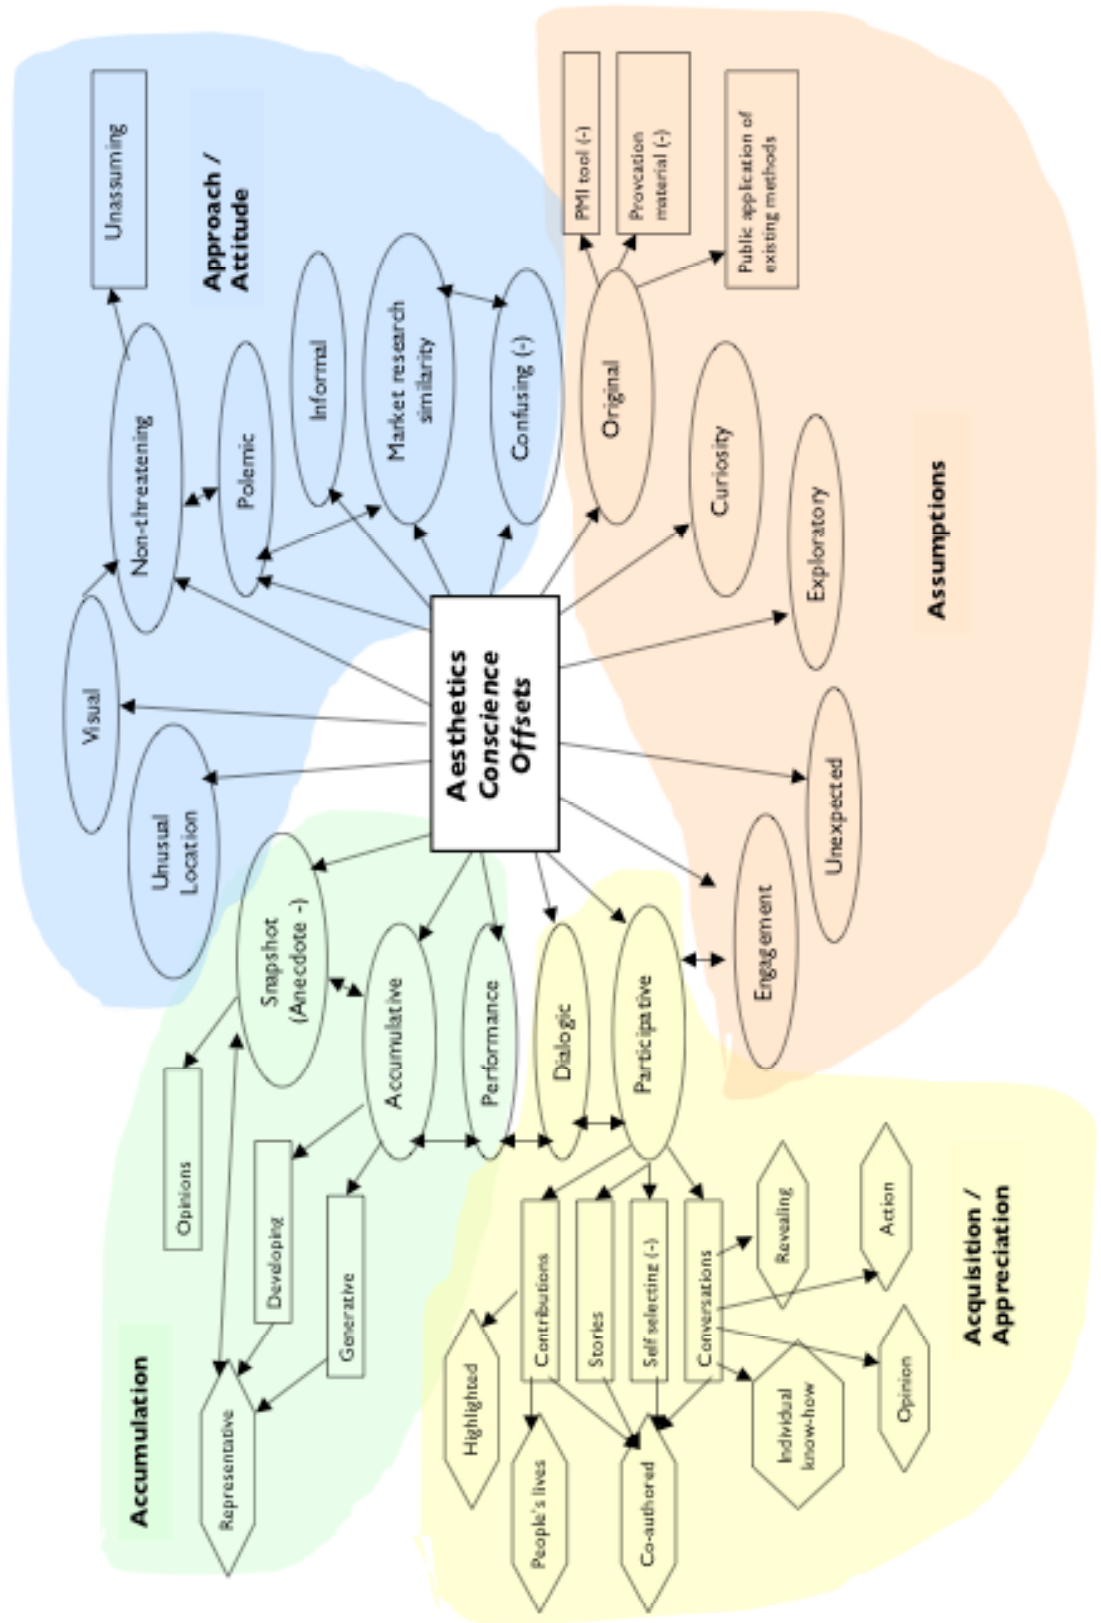 Accumulation
Representative
Opinions
Developing
Generative
Snapshot
(Anecdote -)
Accumulative
Performance
Unusual
Location
Visual
Non-threatening
Unassuming
Approach /
Attitude
Polemic
Informal
Market research
similarity
Confusing (-)
Aesthetics
Conscience
Offsets
Highlighted
People's lives
Co-authored
Contributions
Stories
Self selecting (-)
Conversations
Dialogic
Participative
Individual
know-how
Revealing
Opinion
Action
Acquisition /
Appreciation
Engagement
Unexpected
Exploratory
Curiosity
Original
PMI tool (-)
Provcation
material (-)
Public application of
existing methods
Assumptions